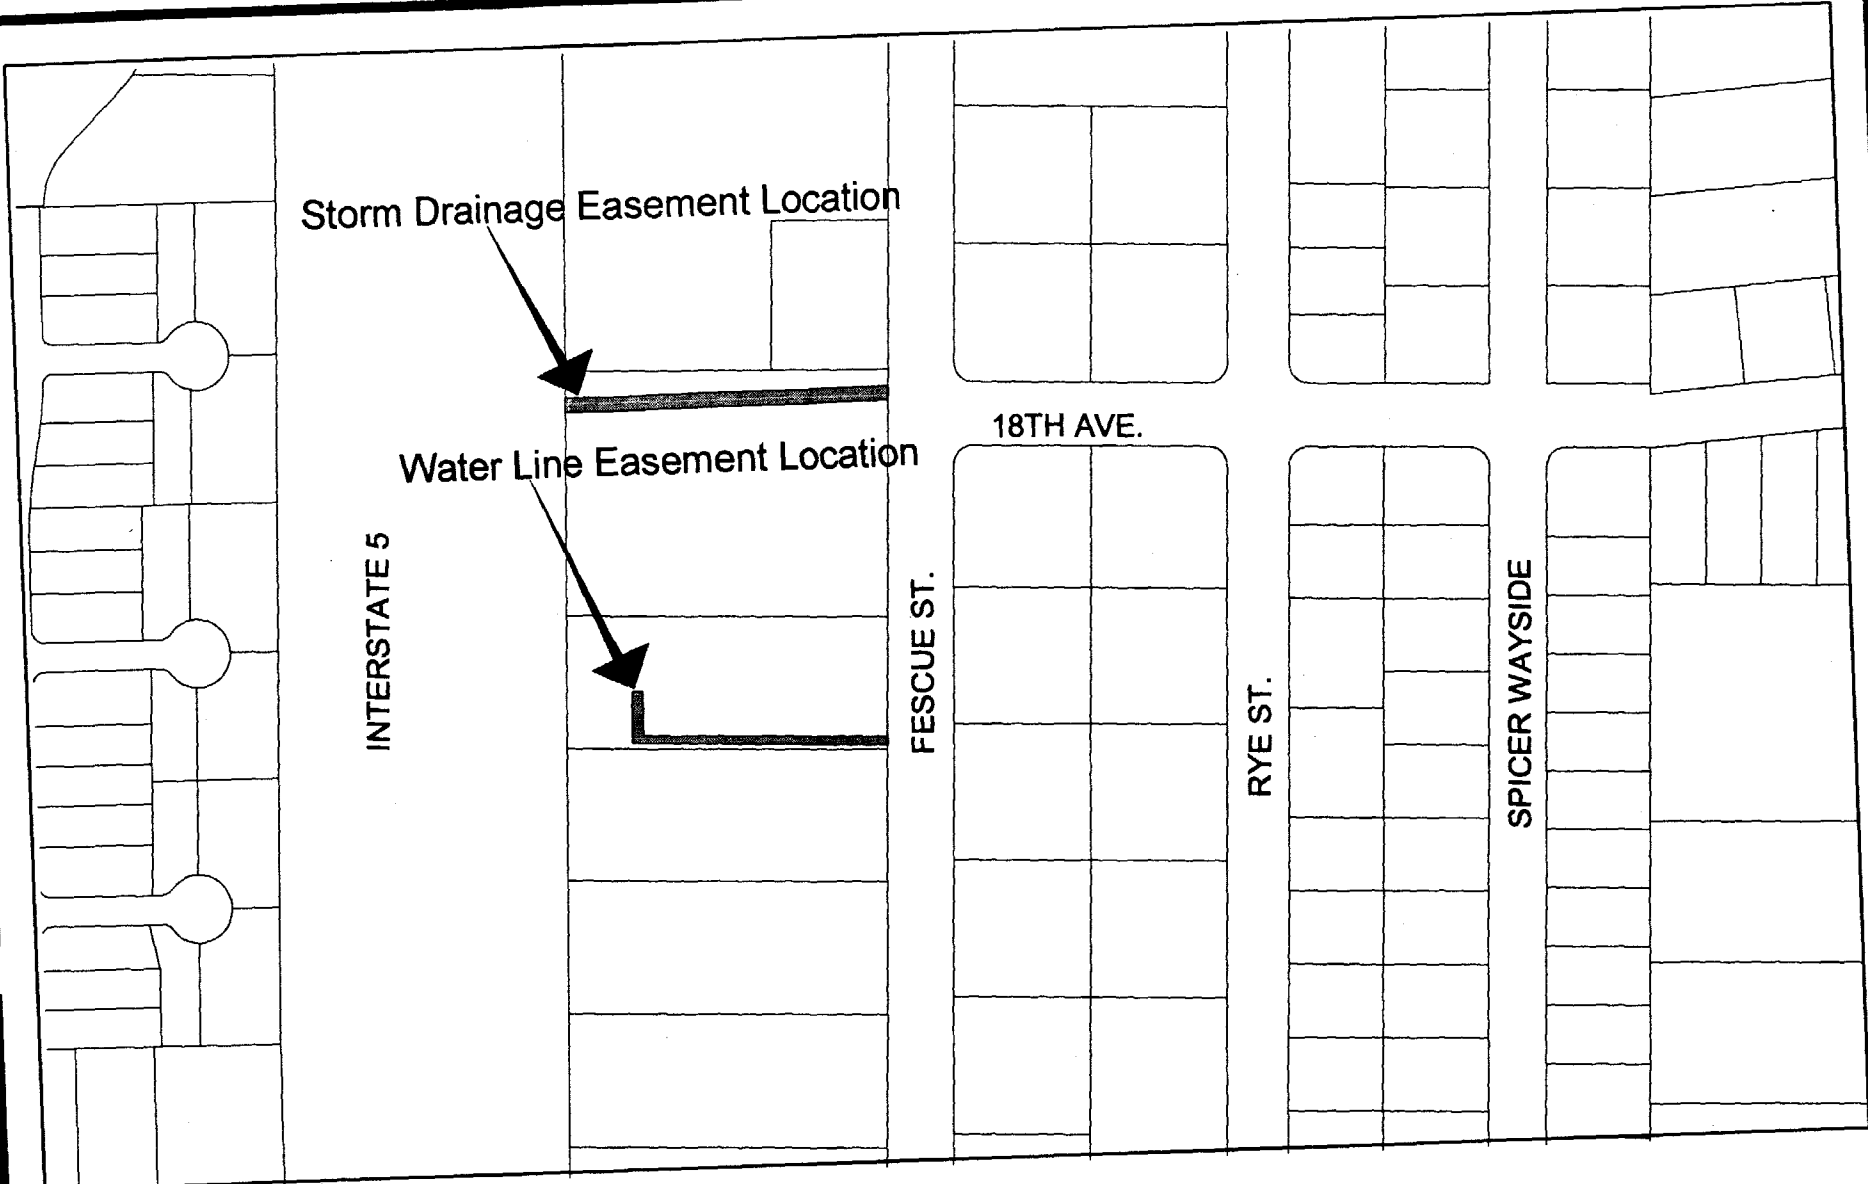 Storm Drainage Easement Location
18TH AVE.
Water Line Easement Location
INTERSTATE 5
FESCUE ST.
RYE ST.
SPICER WAYSIDE